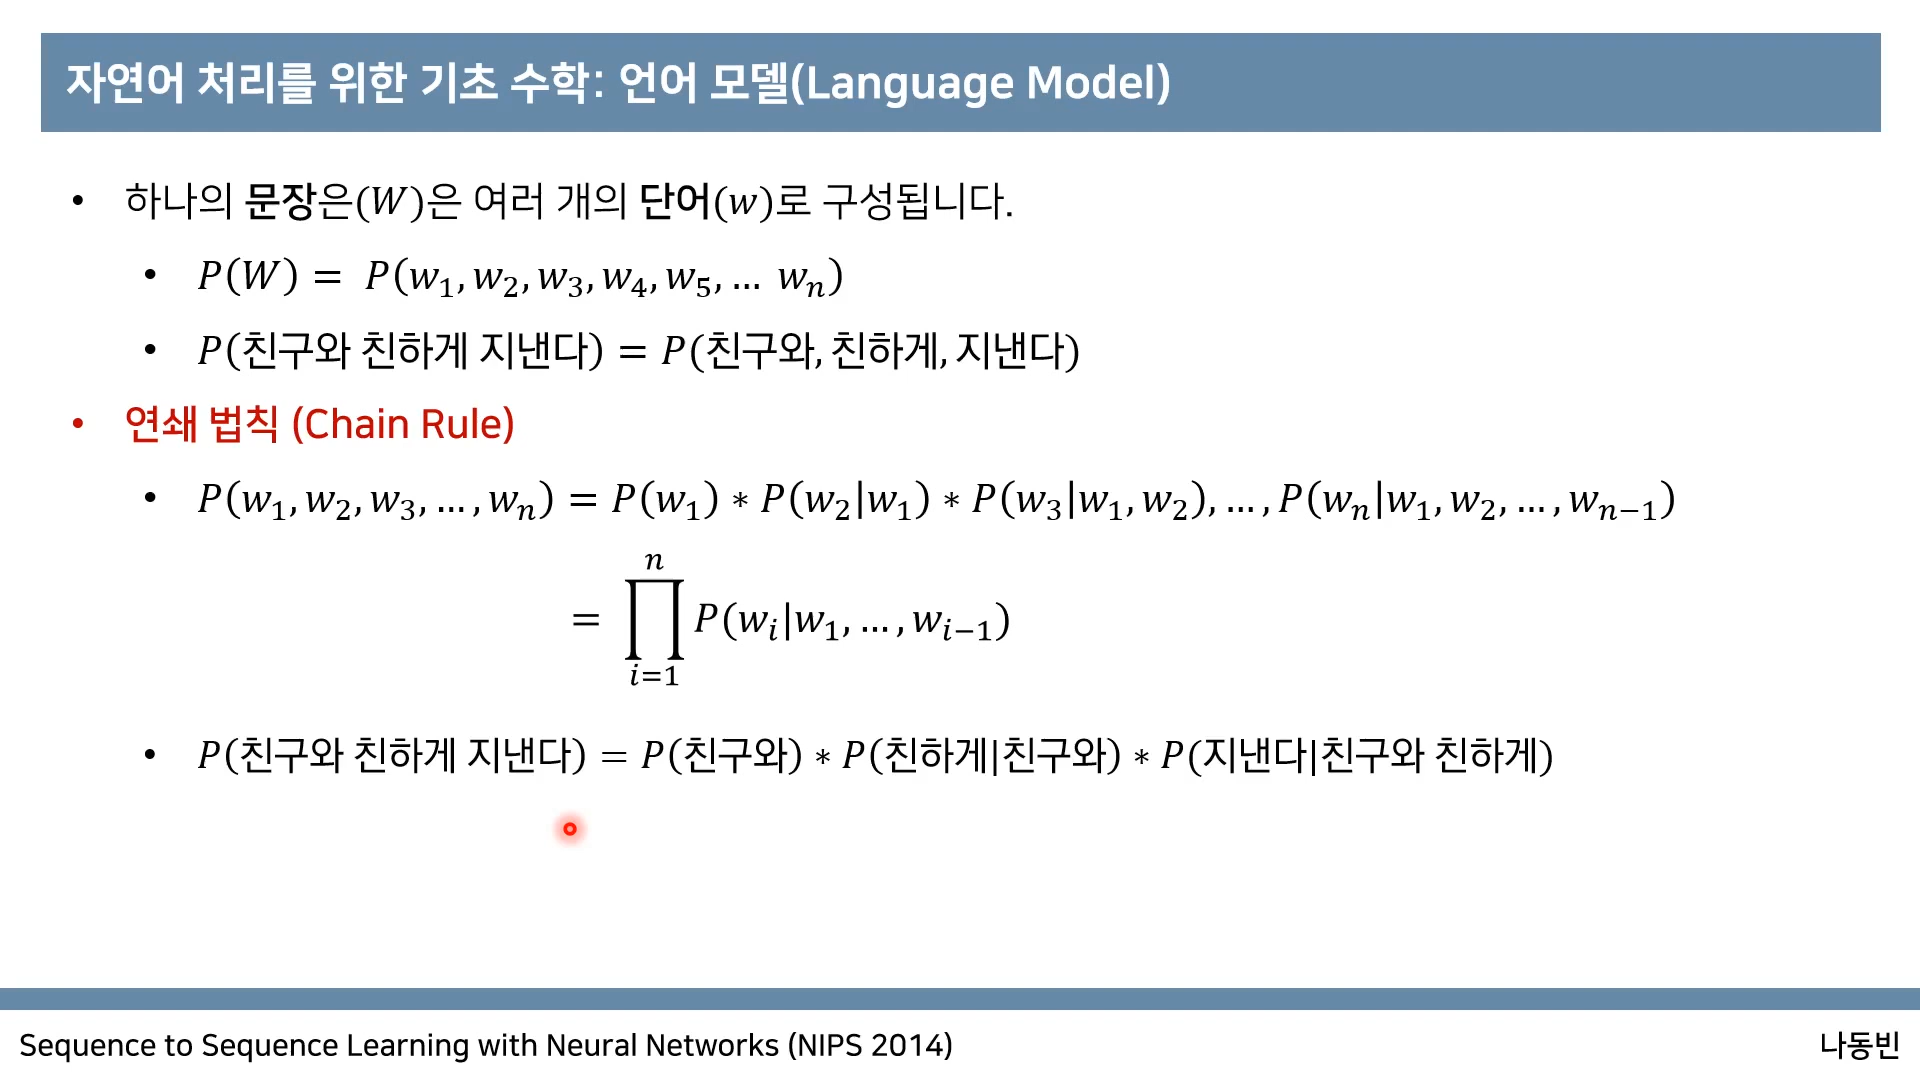 자연어 처리를 위한 기초 수학: 언어 모델(Language Model)
• 하나의 문장은(W)은 여러 개의 단어(w)로 구성됩니다.
• P(W) = P(w₁, w₂, w₃, w₄, w₅, … wₙ)
• P(친구와 친하게 지낸다) = P(친구와, 친하게, 지낸다)
• 연쇄 법칙 (Chain Rule)
• P(w₁, w₂, w₃, … , wₙ) = P(w₁) * P(w₂|w₁) * P(w₃|w₁, w₂), … , P(wₙ|w₁, w₂, … , wₙ₋₁)
= ∏ᵢ₌₁ⁿ P(wᵢ|w₁, … , wᵢ₋₁)
• P(친구와 친하게 지낸다) = P(친구와) * P(친하게|친구와) * P(지낸다|친구와 친하게)
Sequence to Sequence Learning with Neural Networks (NIPS 2014)
나동빈